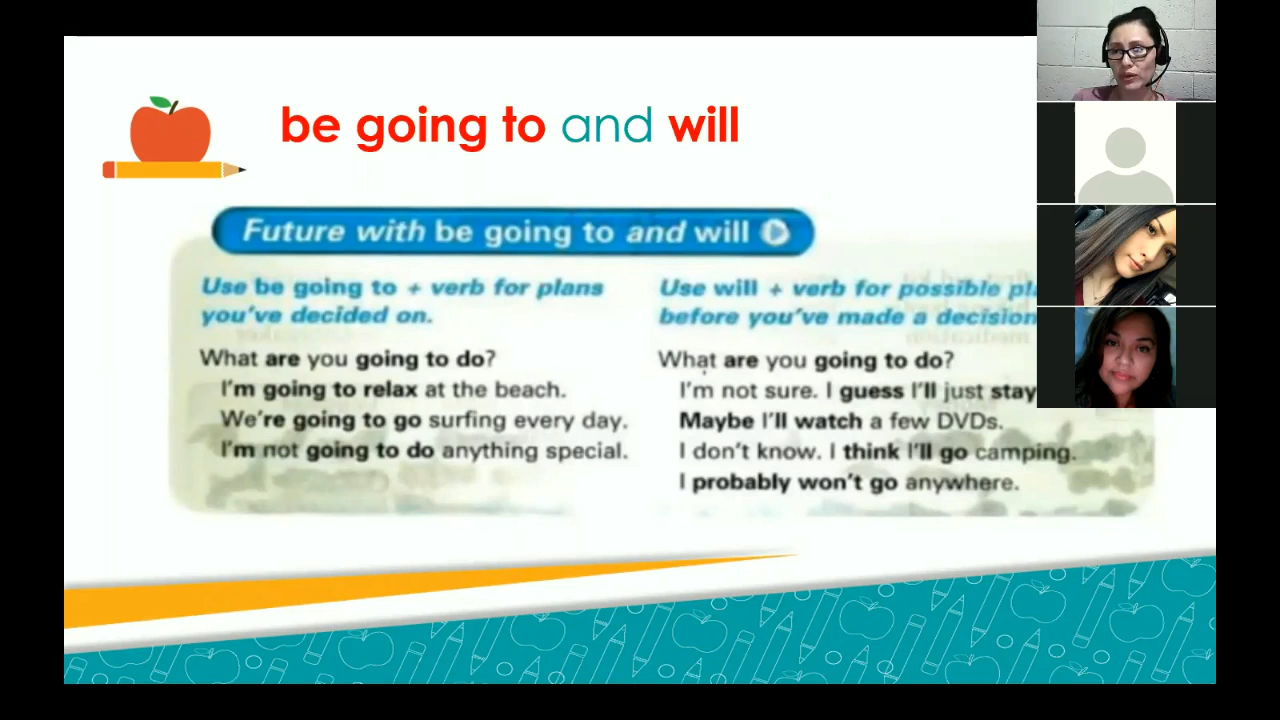 be going to and will
Future with be going to and will
Use be going to + verb for plans
you've decided on.
What are you going to do?
I'm going to relax at the beach.
We're going to go surfing every day.
I'm not going to do anything special.
Use will + verb for possible
before you've made a decision
What are you going to do?
I'm not sure. I guess I'll just stay
Maybe I'll watch a few DVDs.
I don't know. I think I'll go camping.
I probably won't go anywhere.